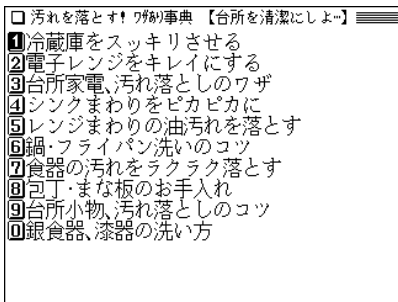 汚れを落とす! ワザあり事典 【台所を清潔にしよ…】
1冷蔵庫をスッキリさせる
2電子レンジをキレイにする
3台所家電、汚れ落としのワザ
4シンクまわりをピカピカに
5レンジまわりの油汚れを落とす
6鍋・フライパン洗いのコツ
7食器の汚れをラクラク落とす
8包丁・まな板のお手入れ
9台所小物、汚れ落としのコツ
0銀食器、漆器の洗い方